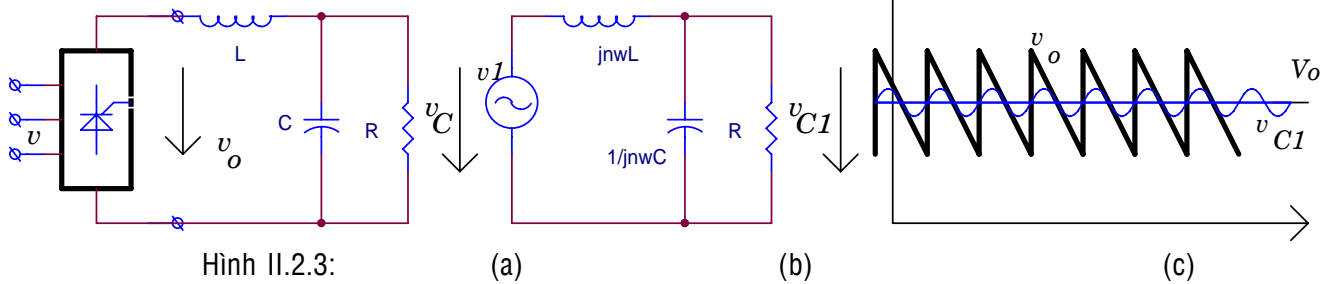 L
C
R
v
v o
v C
v1
jnwL
1/jnwC
R
v C1
v o
Vo
v C1
Hình II.2.3: (a) (b) (c)